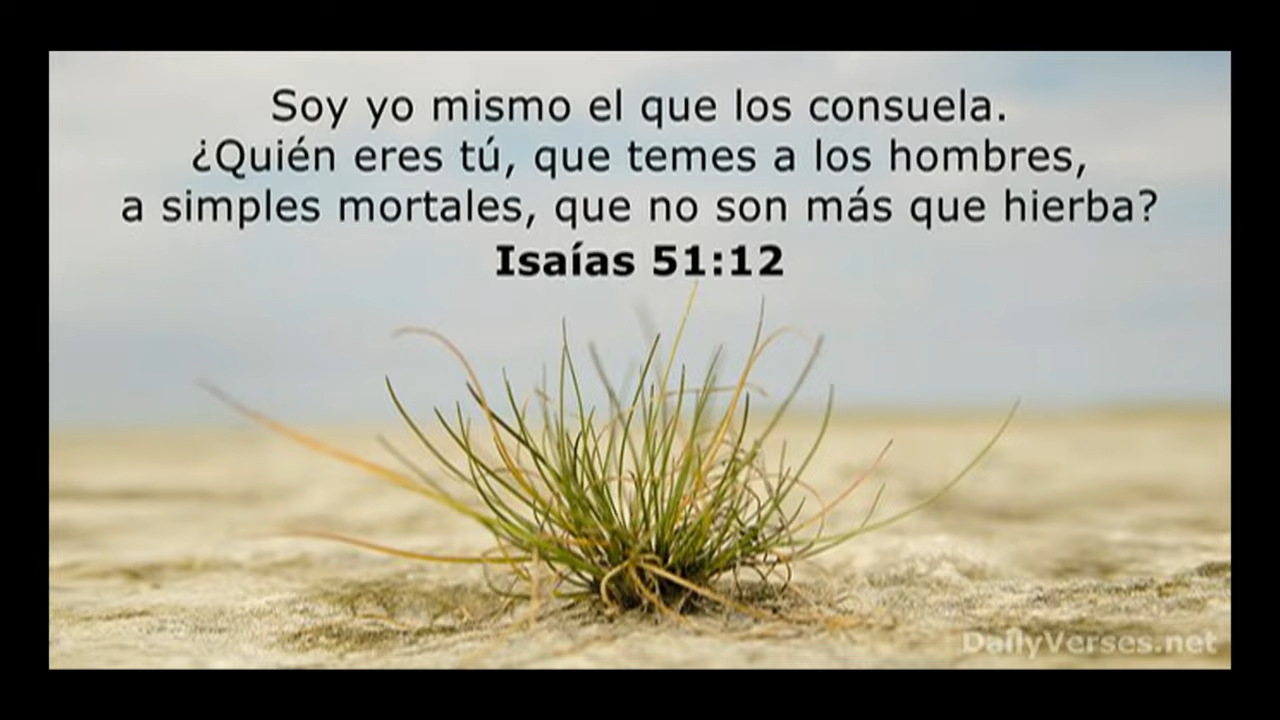 Soy yo mismo el que los consuela.
¿Quién eres tú, que temes a los hombres,
a simples mortales, que no son más que hierba?
Isaías 51:12
DailyVerses.net